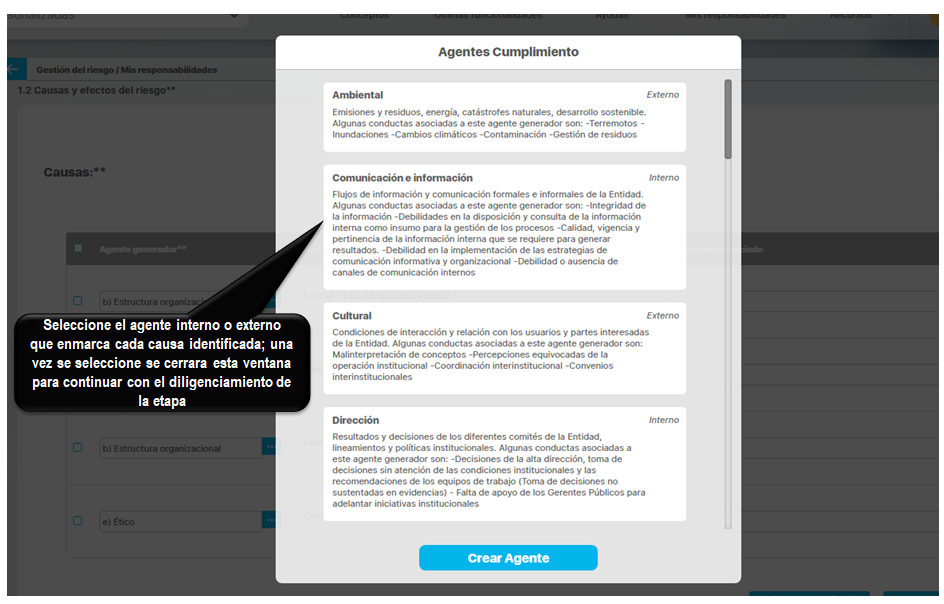 Conceptos Últimas funcionalidades Ayudas Mis responsabilidades Recursos
Gestión del riesgo / Mis responsabilidades
1.2 Causas y efectos del riesgo**
Causas:**
Agente generador**
b) Estructura organizacional
b) Estructura organizacional
e) Ético
Seleccione el agente interno o externo
que enmarca cada causa identificada; una
vez se seleccione se cerrara esta ventana
para continuar con el diligenciamiento de
la etapa
Agentes Cumplimiento
Ambiental Externo
Emisiones y residuos, energía, catástrofes naturales, desarrollo sostenible.
Algunas conductas asociadas a este agente generador son: -Terremotos -
Inundaciones -Cambios climáticos -Contaminación -Gestión de residuos
Comunicación e información Interno
Flujos de información y comunicación formales e informales de la Entidad.
Algunas conductas asociadas a este agente generador son: -Integridad de
la información -Debilidades en la disposición y consulta de la información
interna como insumo para la gestión de los procesos -Calidad, vigencia y
pertinencia de la información interna que se requiere para generar
resultados. -Debilidad en la implementación de las estrategias de
comunicación informativa y organizacional -Debilidad o ausencia de
canales de comunicación internos
Cultural Externo
Condiciones de interacción y relación con los usuarios y partes interesadas
de la Entidad. Algunas conductas asociadas a este agente generador son:
Malinterpretación de conceptos -Percepciones equivocadas de la
operación institucional -Coordinación interinstitucional -Convenios
interinstitucionales
Dirección Interno
Resultados y decisiones de los diferentes comités de la Entidad,
lineamientos y políticas institucionales. Algunas conductas asociadas a
este agente generador son: -Decisiones de la alta dirección, toma de
decisiones sin atención de las condiciones institucionales y las
recomendaciones de los equipos de trabajo (Toma de decisiones no
sustentadas en evidencias) - Falta de apoyo de los Gerentes Públicos para
adelantar iniciativas institucionales
Crear Agente